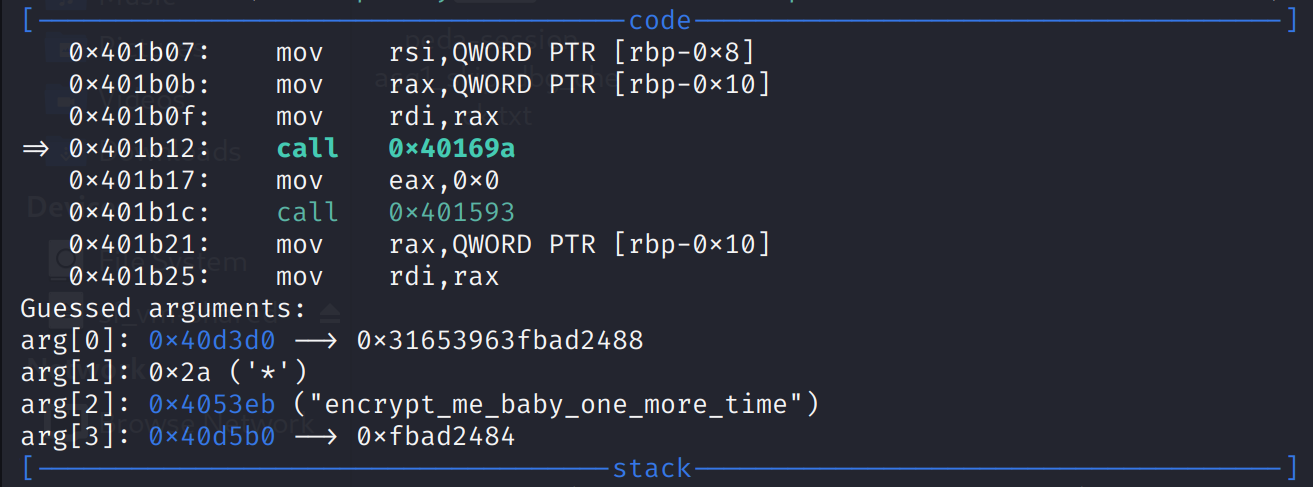 [ code ]
0x401b07: mov rsi,QWORD PTR [rbp-0x8]
0x401b0b: mov rax,QWORD PTR [rbp-0x10]
0x401b0f: mov rdi,rax
=> 0x401b12: call 0x40169a
0x401b17: mov eax,0x0
0x401b1c: call 0x401593
0x401b21: mov rax,QWORD PTR [rbp-0x10]
0x401b25: mov rdi,rax
Guessed arguments:
arg[0]: 0x40d3d0 --> 0x31653963fbad2488
arg[1]: 0x2a ('*')
arg[2]: 0x4053eb ("encrypt_me_baby_one_more_time")
arg[3]: 0x40d5b0 --> 0xfbad2484
[ stack ]